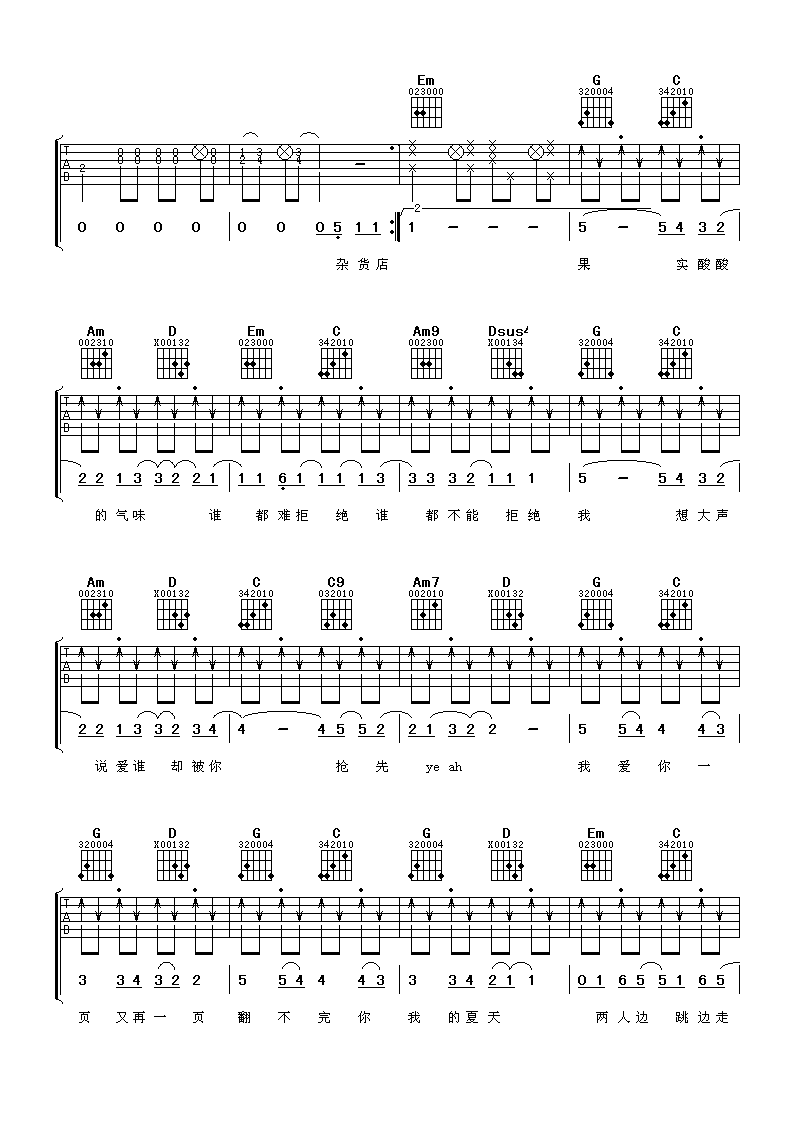 Em G C
023000 320004 342010
T A B 2 0 0 0 0 0 0 0 0 0 0 1 2 3 4 3 4 –
0 0 0 0 0 0 0 5 1 1 2 1 – – – 5 – 5 4 3 2
杂货店 果 实酸酸
Am D Em C Am9 Dsus4 G C
002310 X00132 023000 342010 002300 X00134 320004 342010
T A B
2 2 1 3 3 2 2 1 1 1 6 1 1 1 1 3 3 3 3 2 1 1 1 5 – 5 4 3 2
的气味 谁 都难拒 绝谁 都不能 拒绝 我 想大声
Am D C C9 Am7 D G C
002310 X00132 342010 032010 002010 X00132 320004 342010
T A B
2 2 1 3 3 2 3 4 4 – 4 5 5 2 2 1 3 2 2 – 5 5 4 4 4 3
说爱谁 却被你 抢先 yeah 我 爱 你 一
G D G C G D Em C
320004 X00132 320004 342010 320004 X00132 023000 342010
T A B
3 3 4 3 2 2 5 5 4 4 4 3 3 3 4 2 1 1 0 1 6 5 5 1 6 5
页 又再一 页 翻 不 完 你 我 的夏天 两人边 跳边走